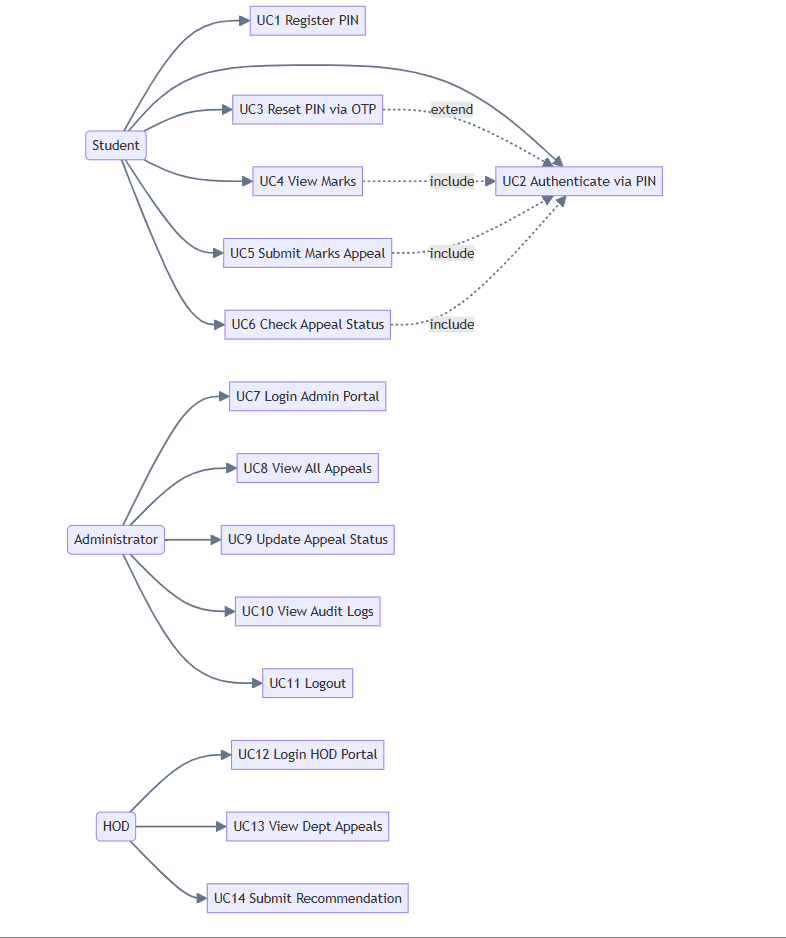 UC1 Register PIN
UC3 Reset PIN via OTP
extend
Student
UC4 View Marks
include
UC2 Authenticate via PIN
UC5 Submit Marks Appeal
include
UC6 Check Appeal Status
include
UC7 Login Admin Portal
UC8 View All Appeals
Administrator
UC9 Update Appeal Status
UC10 View Audit Logs
UC11 Logout
UC12 Login HOD Portal
HOD
UC13 View Dept Appeals
UC14 Submit Recommendation